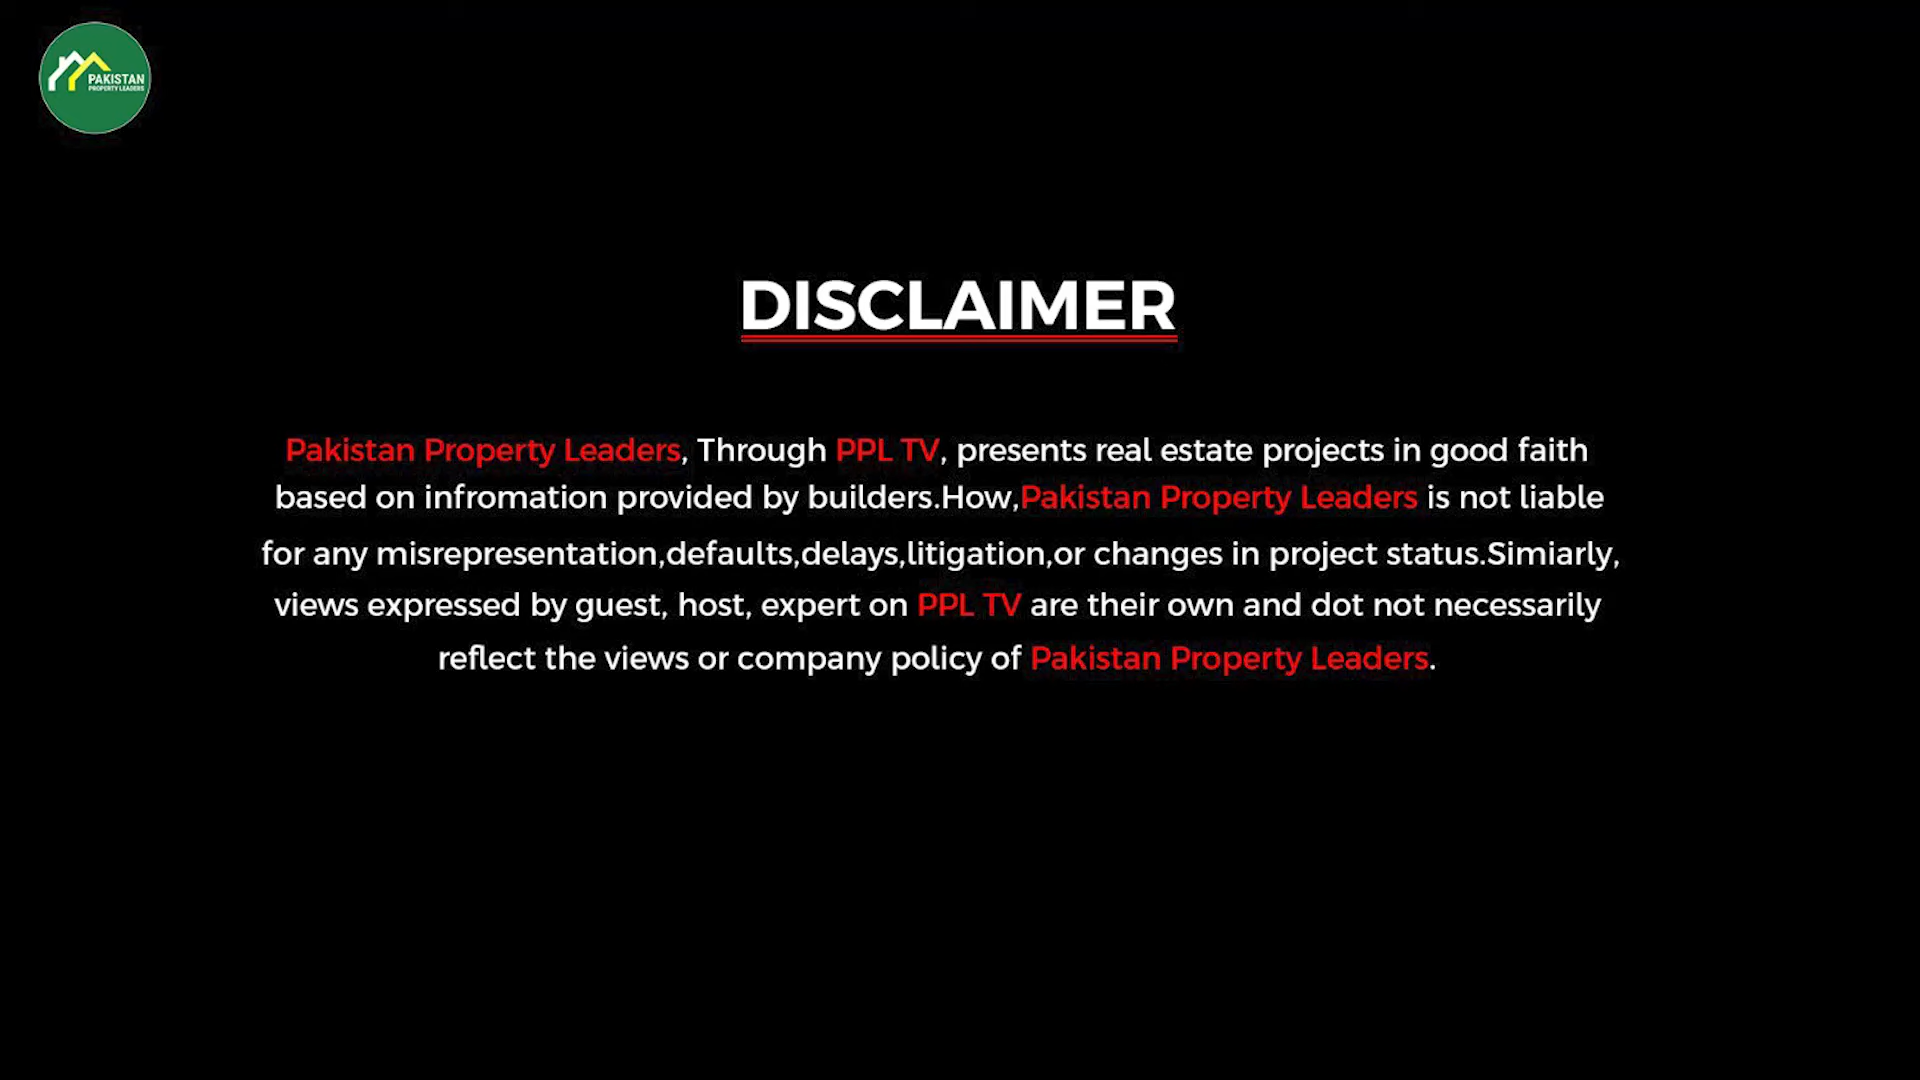 PAKISTAN
PROPERTY LEADERS
DISCLAIMER
Pakistan Property Leaders, Through PPL TV, presents real estate projects in good faith
based on infromation provided by builders.How,Pakistan Property Leaders is not liable
for any misrepresentation,defaults,delays,litigation,or changes in project status.Simiarly,
views expressed by guest, host, expert on PPL TV are their own and dot not necessarily
reflect the views or company policy of Pakistan Property Leaders.